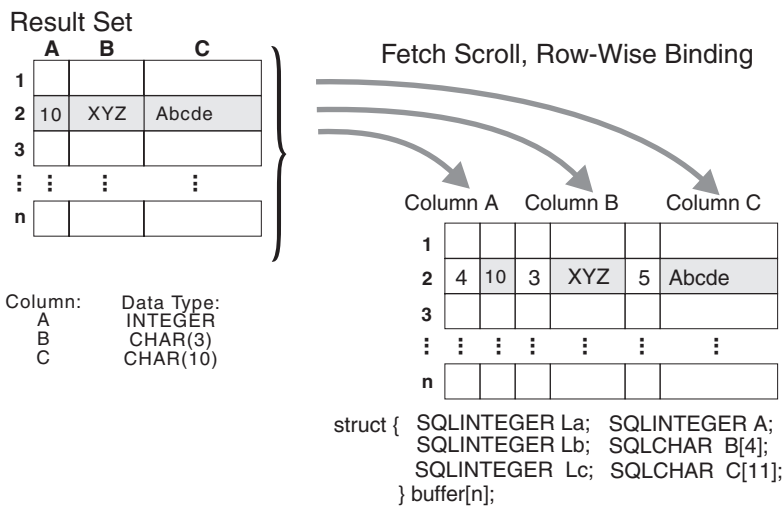 Result Set
A B C
1
2 10 XYZ Abcde
3
n
Column: Data Type:
A INTEGER
B CHAR(3)
C CHAR(10)
Fetch Scroll, Row-Wise Binding
Column A Column B Column C
1
2 4 10 3 XYZ 5 Abcde
3
n
struct { SQLINTEGER La; SQLINTEGER A;
SQLINTEGER Lb; SQLCHAR B[4];
SQLINTEGER Lc; SQLCHAR C[11];
} buffer[n];